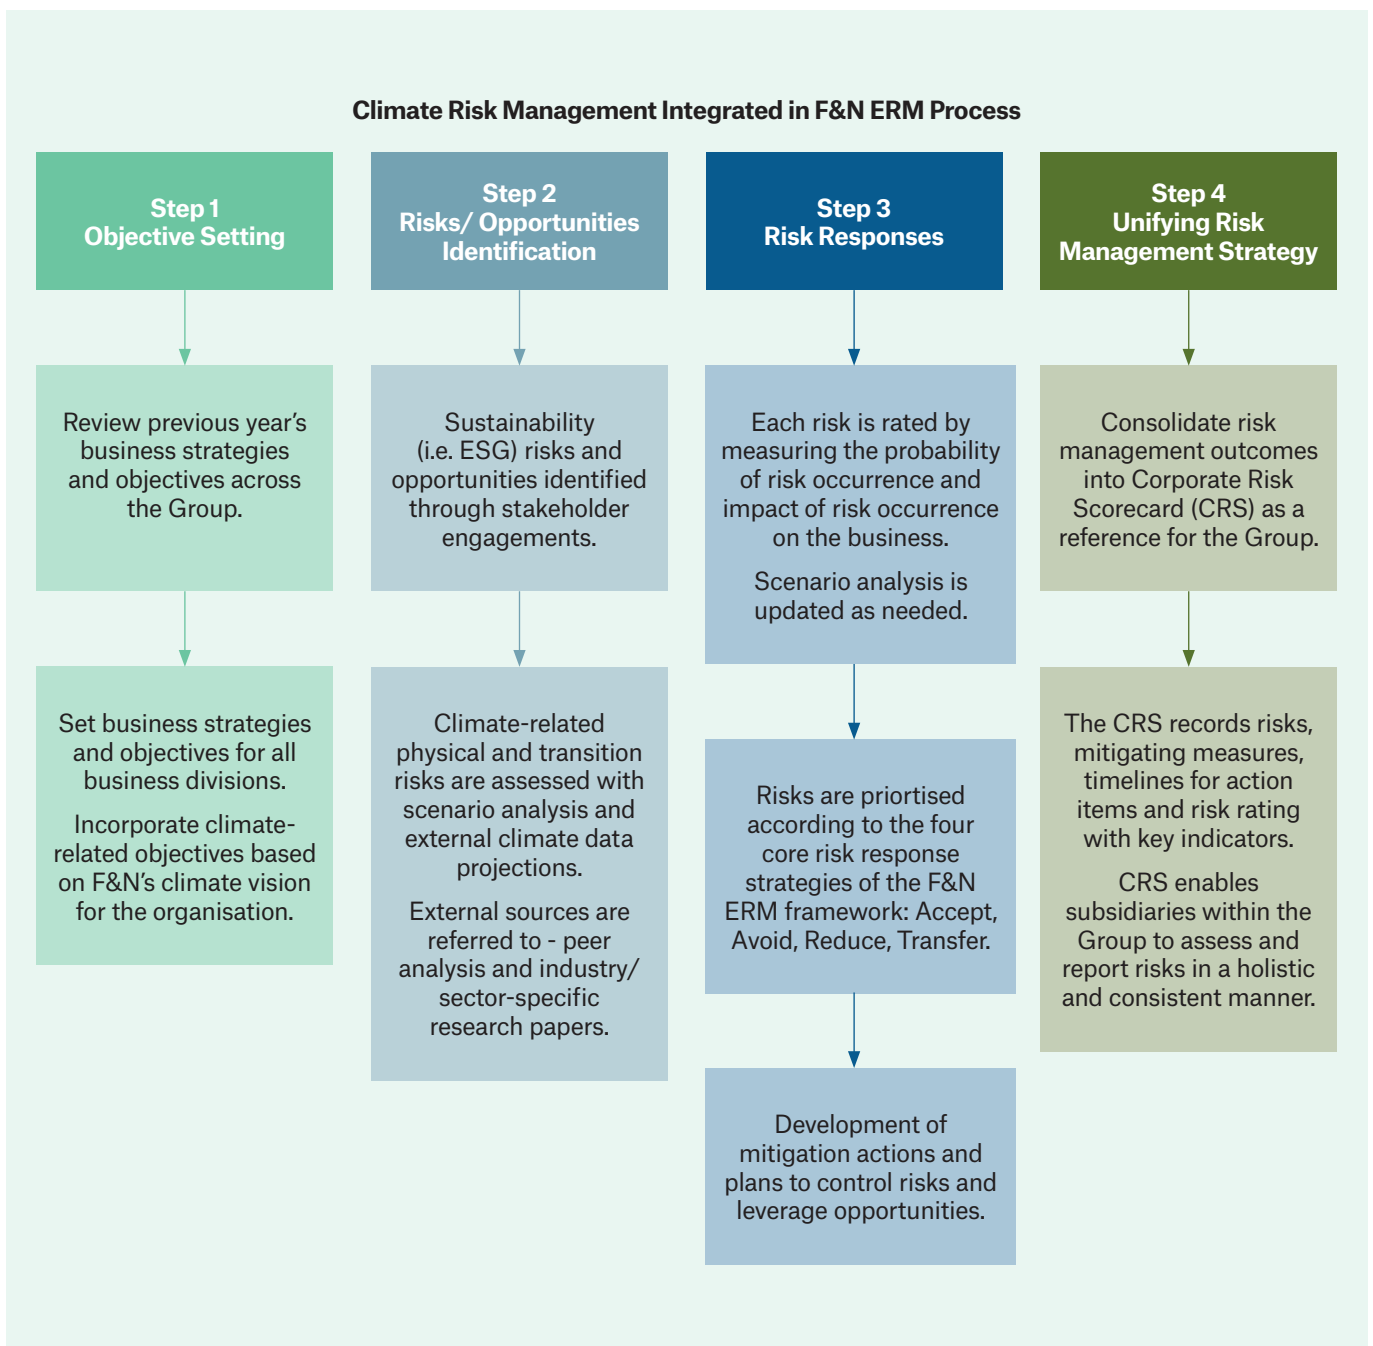 Climate Risk Management Integrated in F&N ERM Process
Step 1
Objective Setting
Review previous year's
business strategies
and objectives across
the Group.
Set business strategies
and objectives for all
business divisions.
Incorporate climate-
related objectives based
on F&N's climate vision
for the organisation.
Step 2
Risks/ Opportunities
Identification
Sustainability
(i.e. ESG) risks and
opportunities identified
through stakeholder
engagements.
Climate-related
physical and transition
risks are assessed with
scenario analysis and
external climate data
projections.
External sources are
referred to - peer
analysis and industry/
sector-specific
research papers.
Step 3
Risk Responses
Each risk is rated by
measuring the probability
of risk occurrence and
impact of risk occurrence
on the business.
Scenario analysis is
updated as needed.
Risks are priortised
according to the four
core risk response
strategies of the F&N
ERM framework: Accept,
Avoid, Reduce, Transfer.
Development of
mitigation actions and
plans to control risks and
leverage opportunities.
Step 4
Unifying Risk
Management Strategy
Consolidate risk
management outcomes
into Corporate Risk
Scorecard (CRS) as a
reference for the Group.
The CRS records risks,
mitigating measures,
timelines for action
items and risk rating
with key indicators.
CRS enables
subsidiaries within the
Group to assess and
report risks in a holistic
and consistent manner.